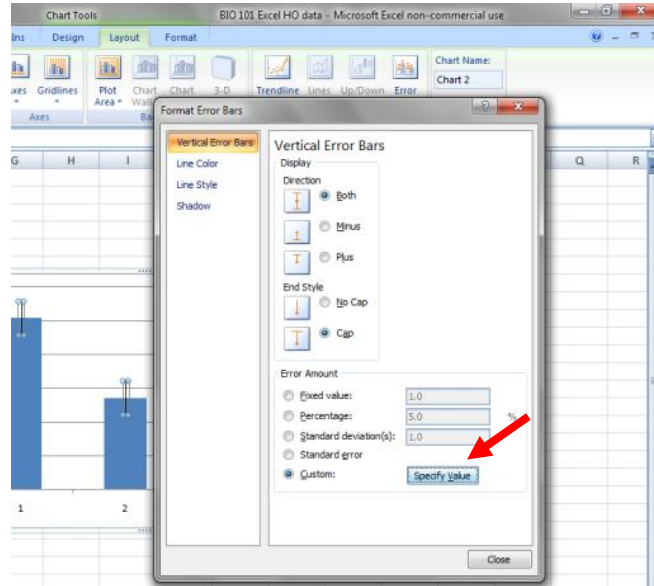 Chart Tools BIO 101 Excel HO data - Microsoft Excel non-commercial use
Ins Design Layout Format
Chart Name:
Chart 2
xes Gridlines Plot Chart Chart 3-D Trendline Lines Up/Down Error
Area Wall
Axes Ba
Format Error Bars
G H I Q R
Vertical Error Bars
Line Color
Line Style
Shadow
Vertical Error Bars
Display
Direction
Both
Minus
Plus
End Style
No Cap
Cap
Error Amount
Fixed value: 1.0
Percentage: 5.0 %
Standard deviation(s): 1.0
Standard error
Custom: Specify Value
1 2
Close